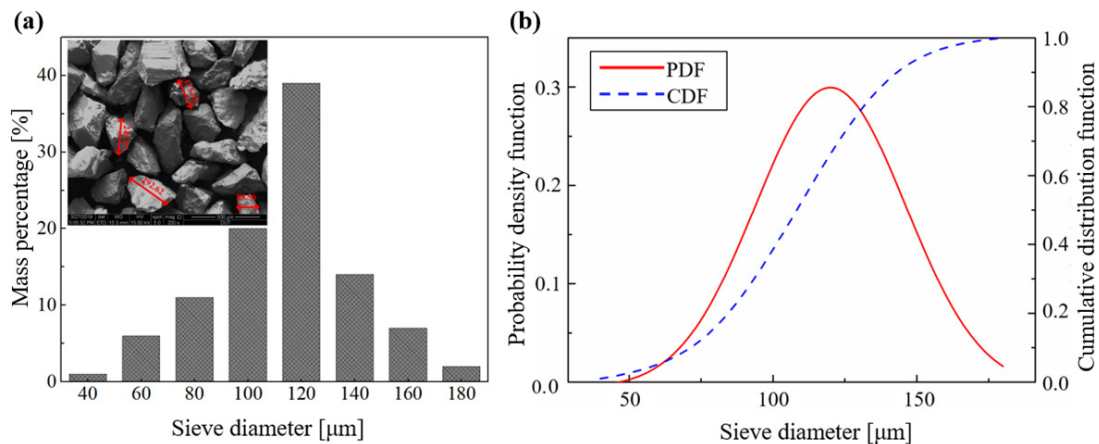 (a)
Mass percentage [%]
40
30
20
10
0
292.62
40 60 80 100 120 140 160 180
Sieve diameter [μm]
(b)
PDF
CDF
Probability density function
0.3
0.2
0.1
0.0
50 100 150
Sieve diameter [μm]
Cumulative distribution function
1.0
0.8
0.6
0.4
0.2
0.0